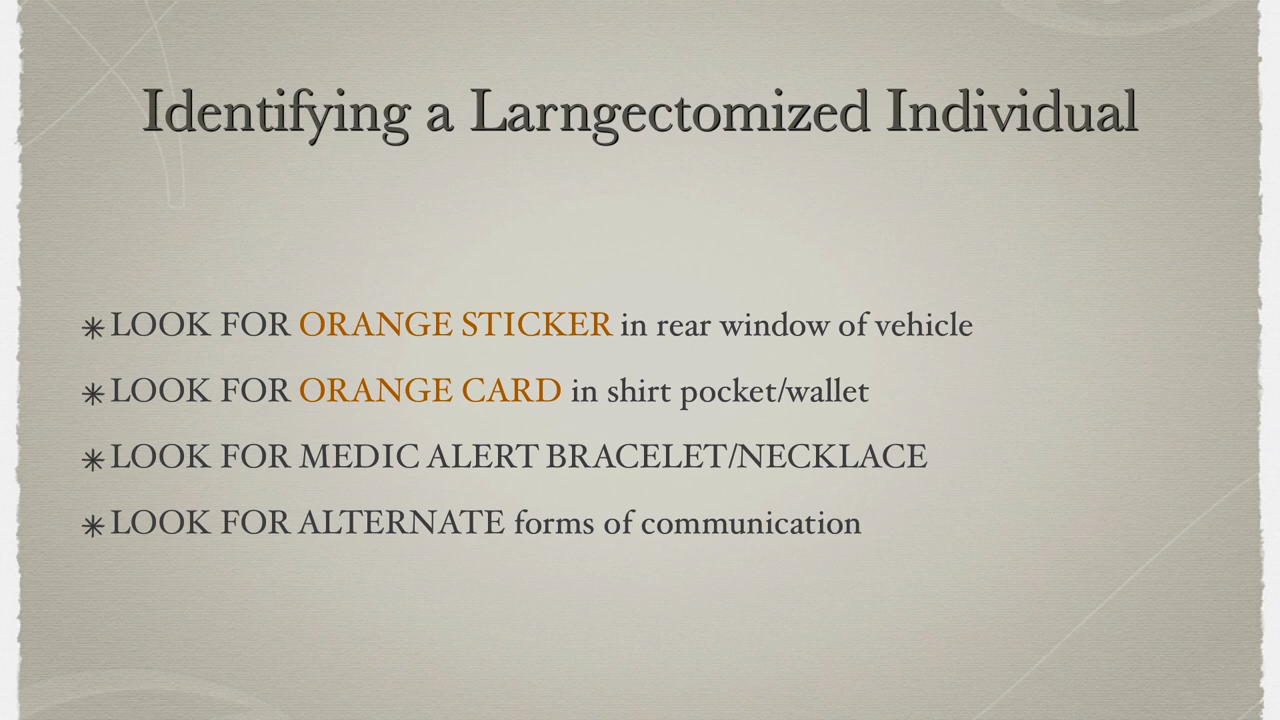 Identifying a Larngectomized Individual
✳LOOK FOR ORANGE STICKER in rear window of vehicle
✳LOOK FOR ORANGE CARD in shirt pocket/wallet
✳LOOK FOR MEDIC ALERT BRACELET/NECKLACE
✳LOOK FOR ALTERNATE forms of communication